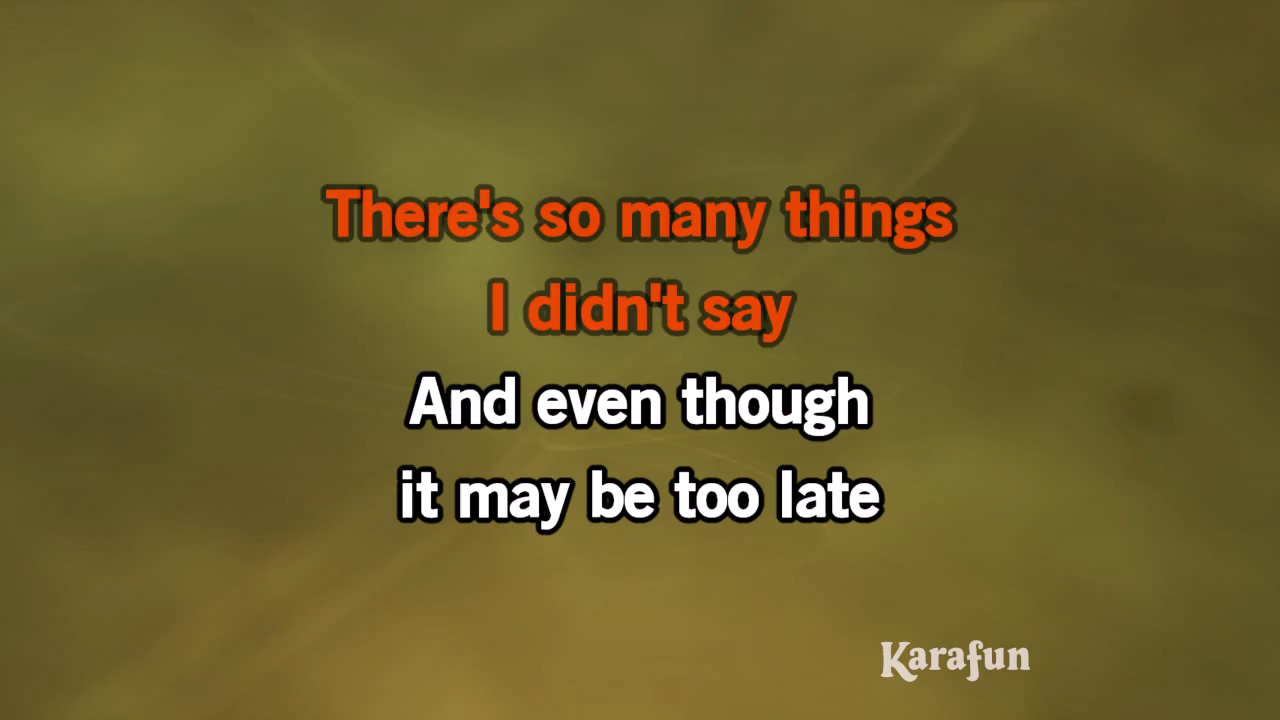 There's so many things
I didn't say
And even though
it may be too late
Karafun